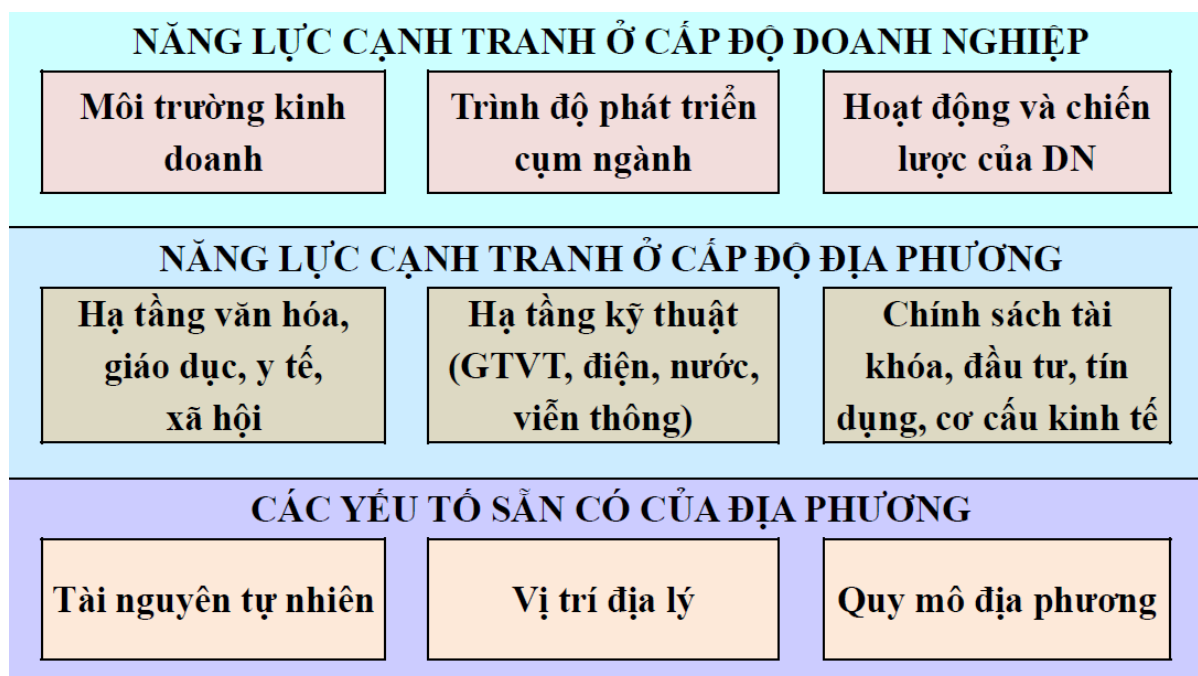 NĂNG LỰC CẠNH TRANH Ở CẤP ĐỘ DOANH NGHIỆP
Môi trường kinh
doanh
Trình độ phát triển
cụm ngành
Hoạt động và chiến
lược của DN
NĂNG LỰC CẠNH TRANH Ở CẤP ĐỘ ĐỊA PHƯƠNG
Hạ tầng văn hóa,
giáo dục, y tế,
xã hội
Hạ tầng kỹ thuật
(GTVT, điện, nước,
viễn thông)
Chính sách tài
khóa, đầu tư, tín
dụng, cơ cấu kinh tế
CÁC YẾU TỐ SẴN CÓ CỦA ĐỊA PHƯƠNG
Tài nguyên tự nhiên
Vị trí địa lý
Quy mô địa phương